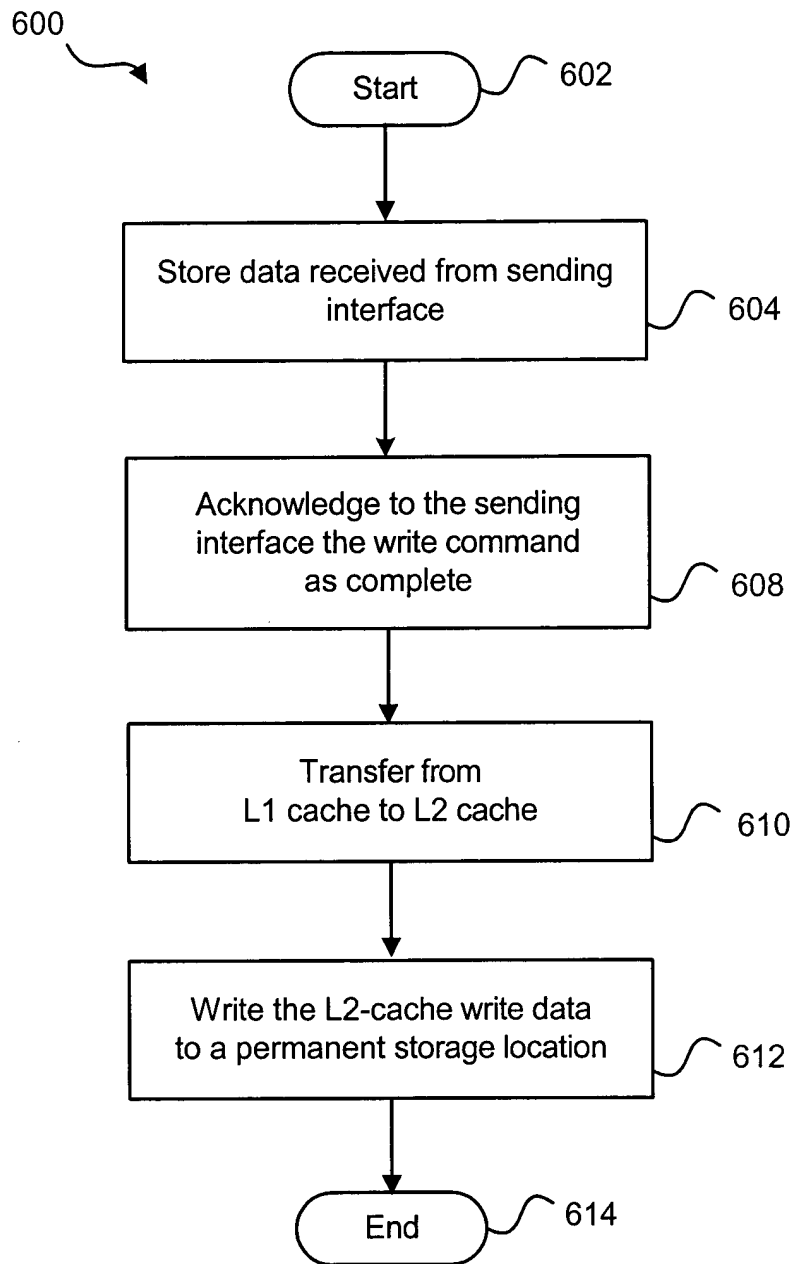 600
Start
602
Store data received from sending
interface
604
Acknowledge to the sending
interface the write command
as complete
608
Transfer from
L1 cache to L2 cache
610
Write the L2-cache write data
to a permanent storage location
612
End
614